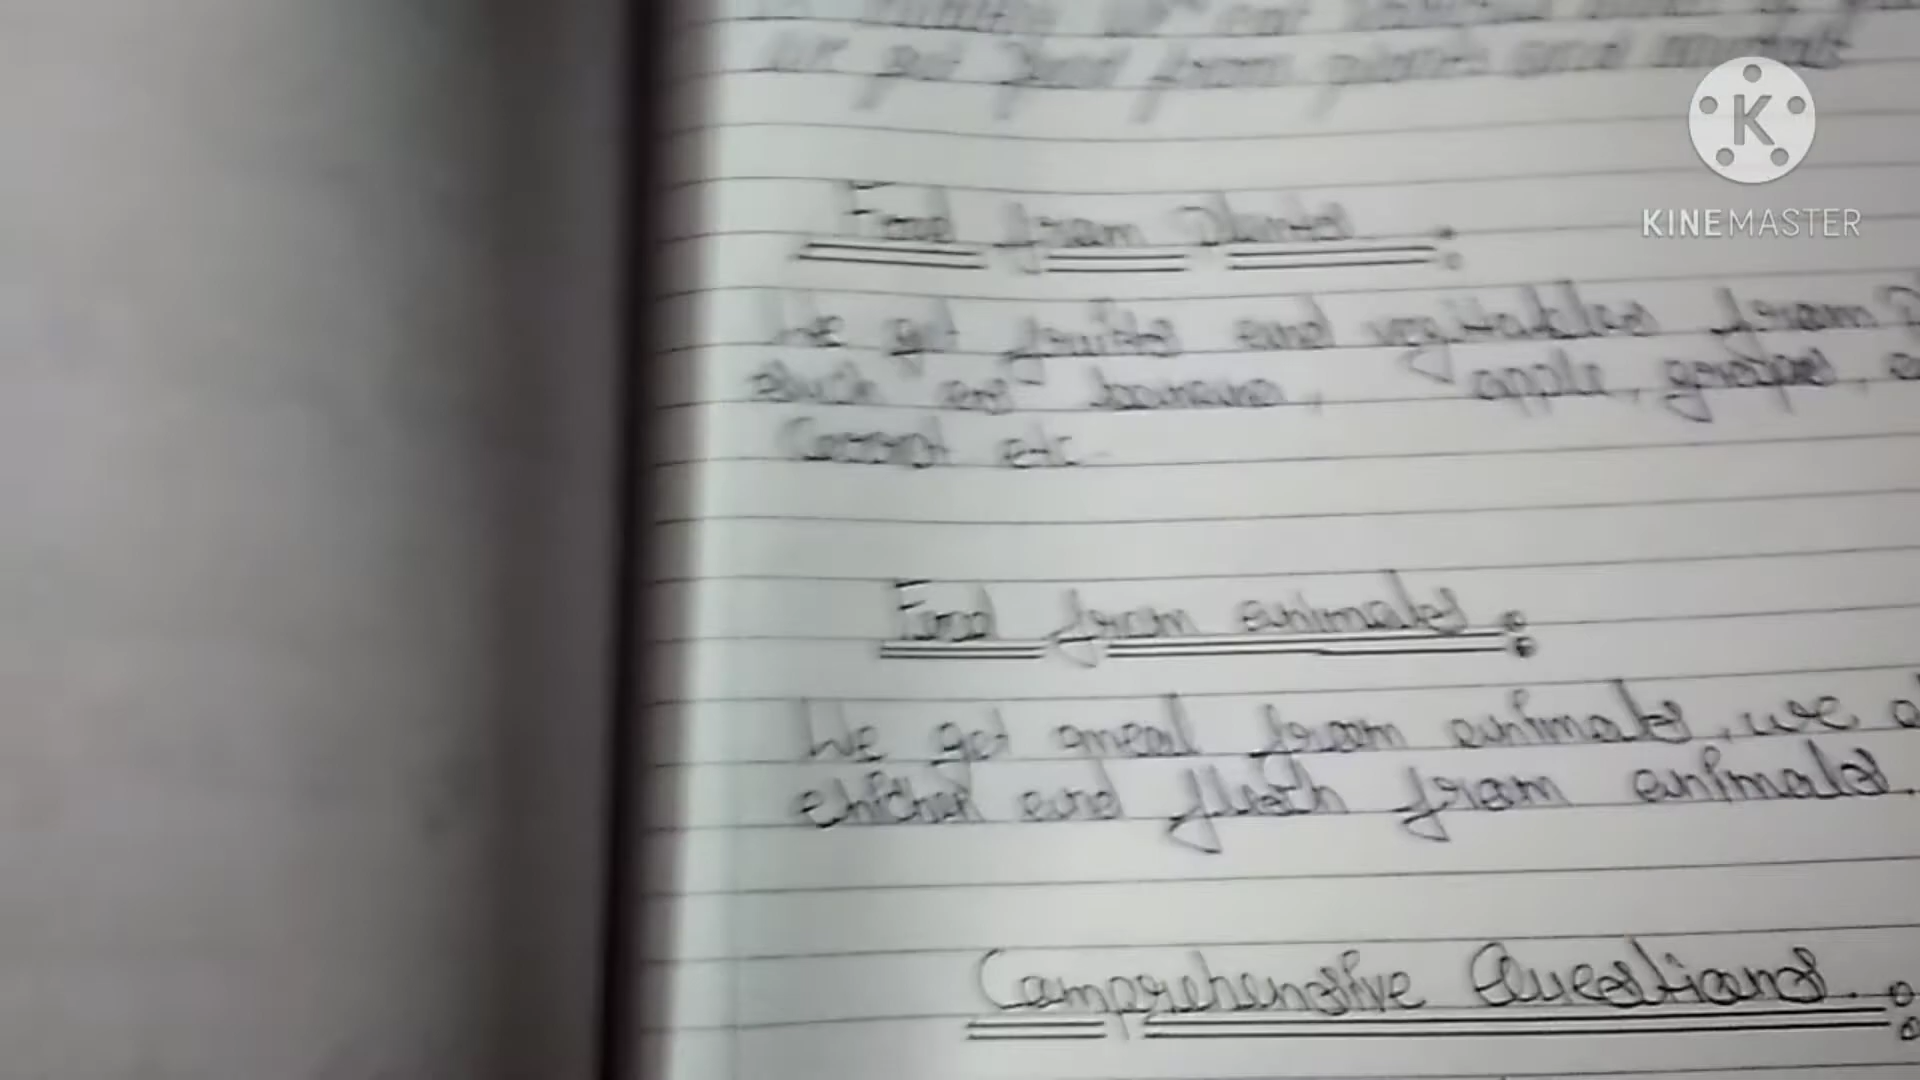 we get food from plants and
Food from Plants :
We get fruits and vegitables from
such as banana, apple, grapes,
Carrot etc
Food from animals :
We get meat from animals, we
chicken and flesh from animals.
Comprehensive Questions. :
K
KINEMASTER